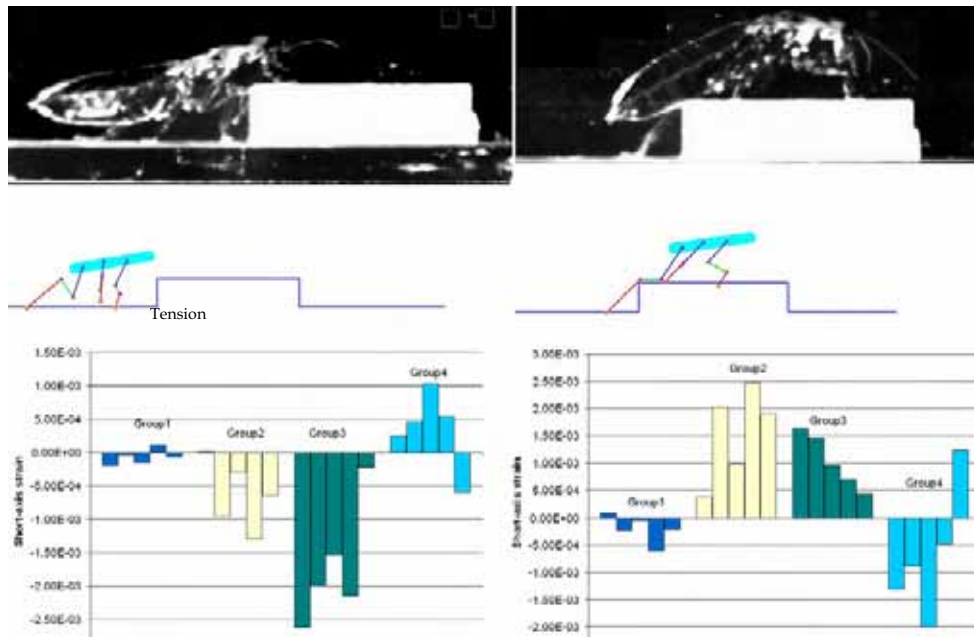 Tension
1.50E-03
1.00E-03
5.00E-04
0.00E+00
-5.00E-04
-1.00E-03
-1.50E-03
-2.00E-03
-2.50E-03
Short-axis strain
Group1
Group2
Group3
Group4
3.00E-03
2.50E-03
2.00E-03
1.50E-03
1.00E-03
5.00E-04
0.00E+00
-5.00E-04
-1.00E-03
-1.50E-03
-2.00E-03
Short-axis strain
Group1
Group2
Group3
Group4